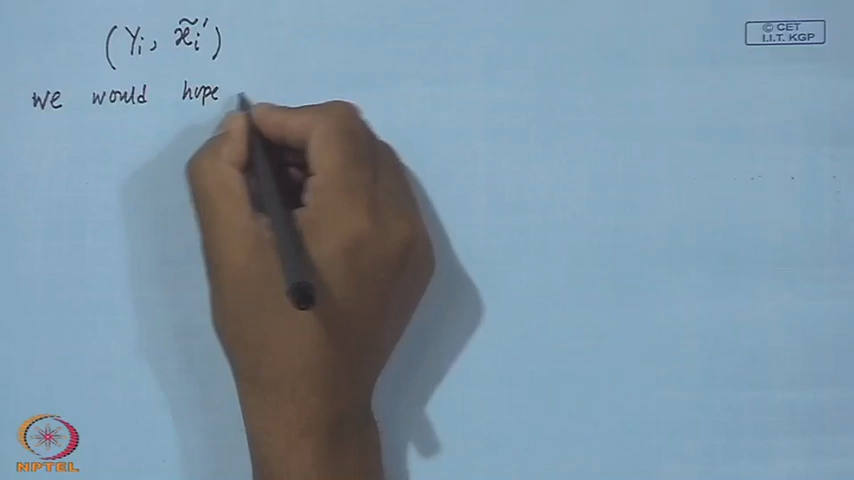 (Yᵢ, x̃ᵢ′)
© CET
I.I.T. KGP
we would hope
NPTEL